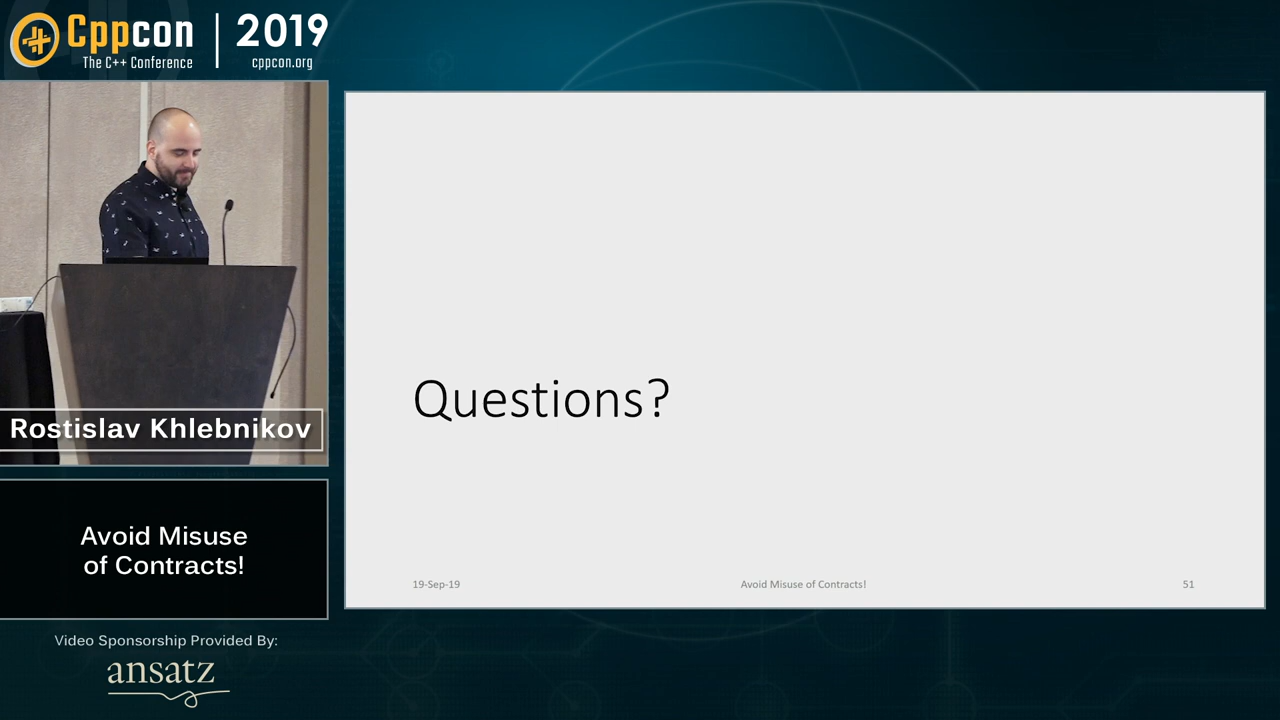 Cppcon
The C++ Conference
2019
cppcon.org
Rostislav Khlebnikov
Avoid Misuse
of Contracts!
Video Sponsorship Provided By:
ansatz
Questions?
19-Sep-19
Avoid Misuse of Contracts!
51